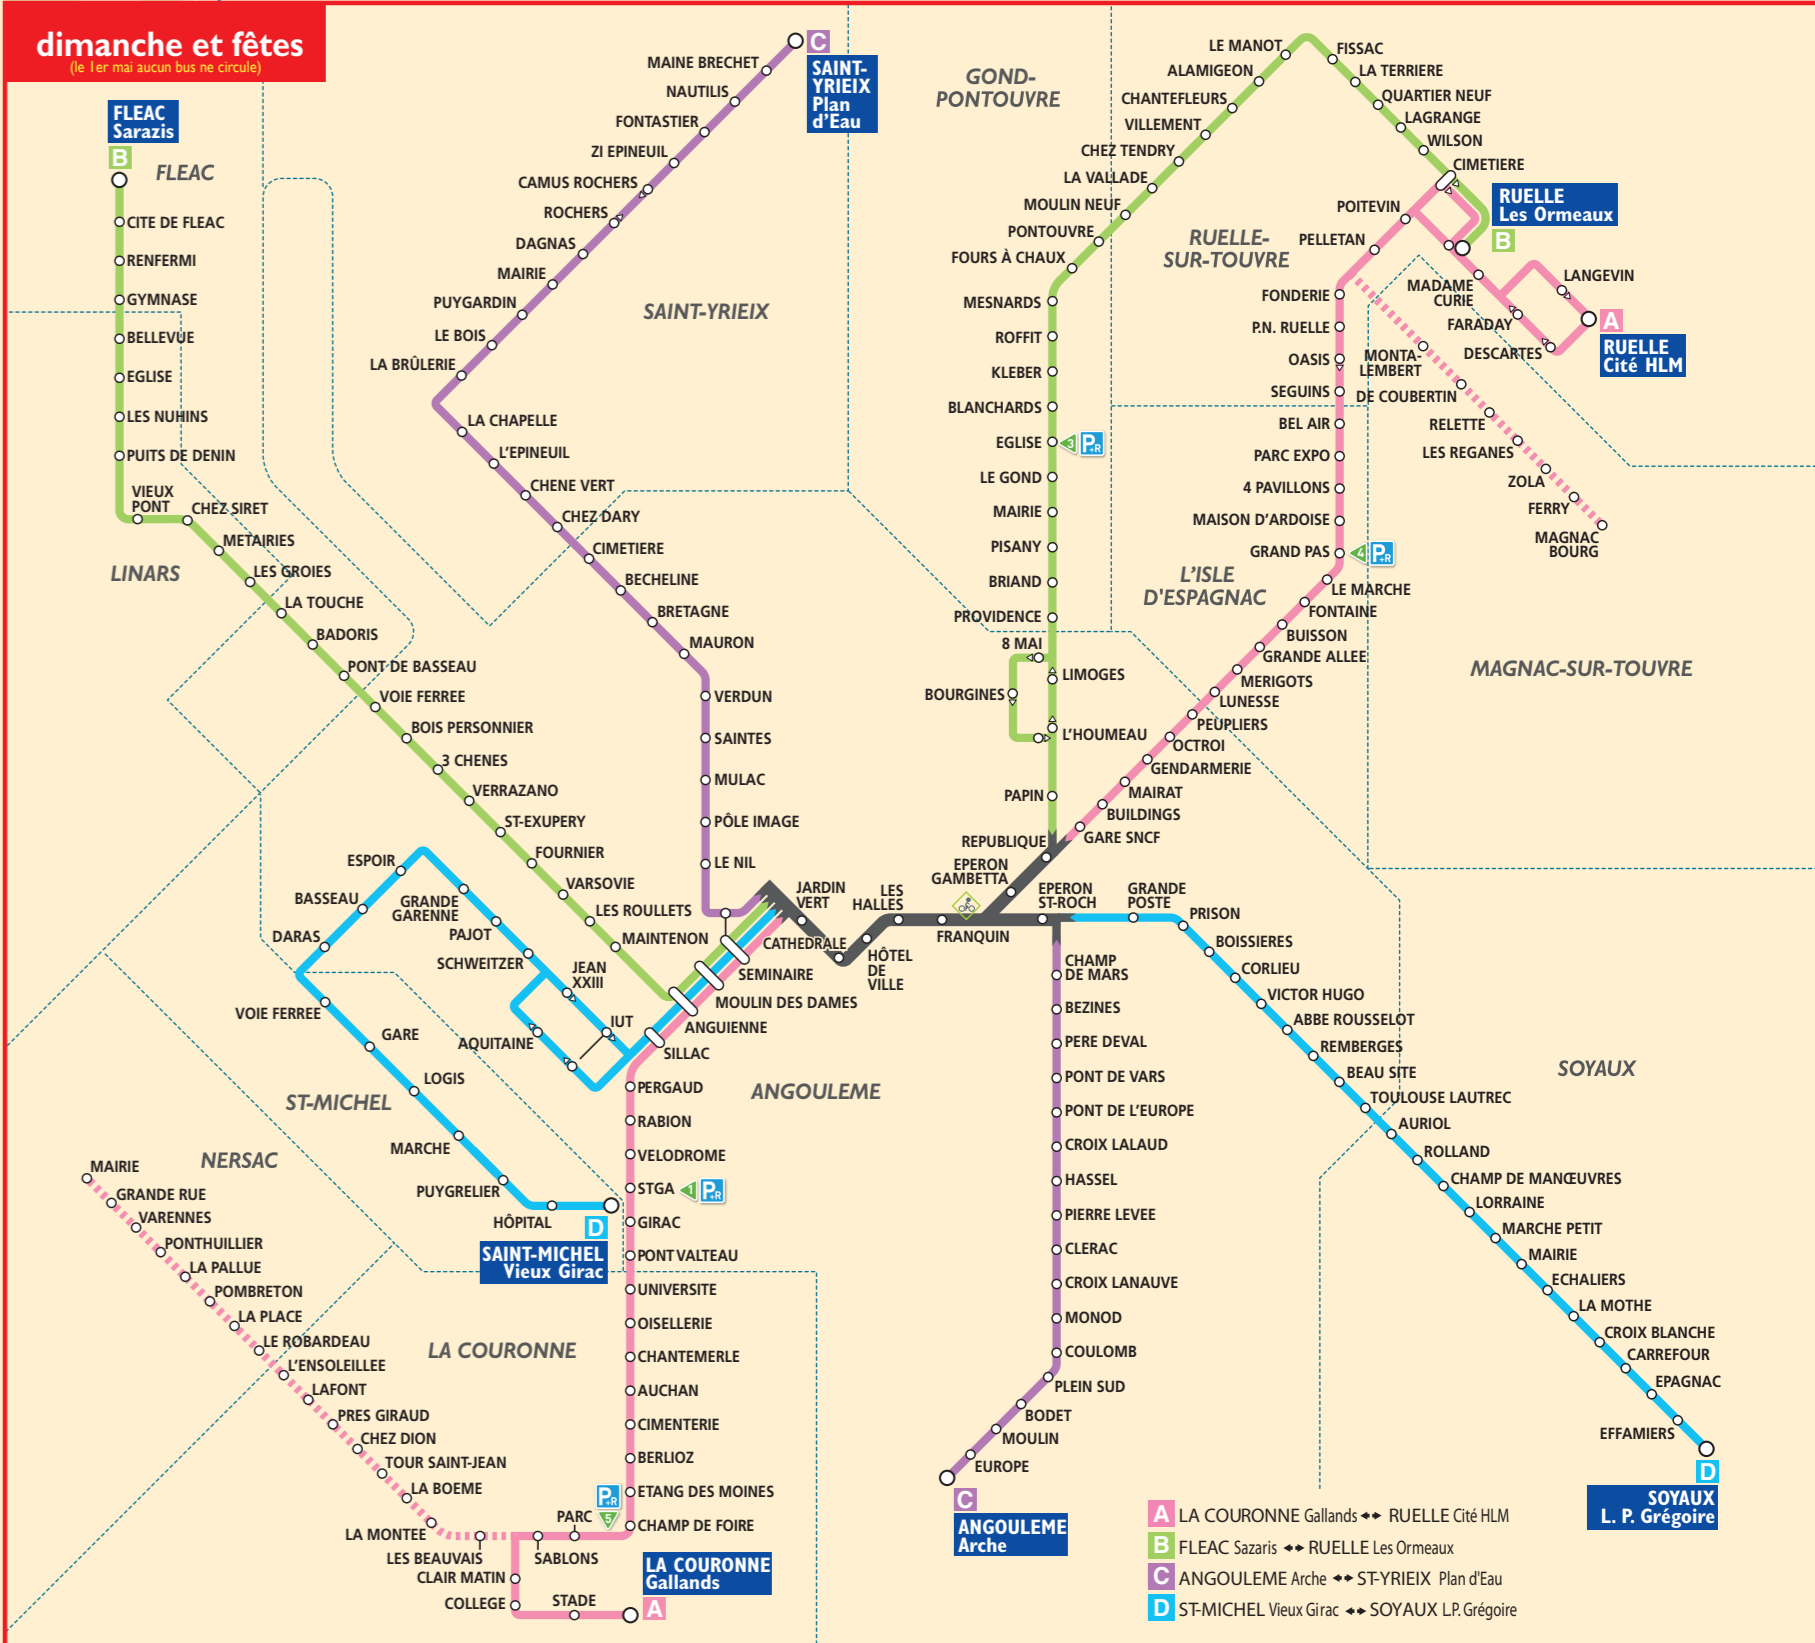 dimanche et fêtes
(le 1er mai aucun bus ne circule)
FLEAC
Sarazis
B
FLEAC
CITE DE FLEAC
RENFERMI
GYMNASE
BELLEVUE
EGLISE
LES NUHINS
PUITS DE DENIN
VIEUX
PONT
CHEZ SIRET
METAIRIES
LES GROIES
LA TOUCHE
BADORIS
PONT DE BASSEAU
VOIE FERREE
BOIS PERSONNIER
3 CHENES
VERRAZANO
ST-EXUPERY
FOURNIER
VARSOVIE
LES ROULLETS
MAINTENON
LINARS
C
SAINT-
YRIEIX
Plan
d'Eau
MAINE BRECHET
NAUTILIS
FONTASTIER
ZI EPINEUIL
CAMUS ROCHERS
ROCHERS
DAGNAS
MAIRIE
PUYGARDIN
LE BOIS
LA BRÛLERIE
LA CHAPELLE
L'EPINEUIL
CHENE VERT
CHEZ DARY
CIMETIERE
BECHELINE
BRETAGNE
MAURON
VERDUN
SAINTES
MULAC
PÔLE IMAGE
LE NIL
SAINT-YRIEIX
GOND-
PONTOUVRE
LE MANOT
ALAMIGEON
CHANTEFLEURS
VILLEMENT
CHEZ TENDRY
LA VALLADE
MOULIN NEUF
PONTOUVRE
FOURS À CHAUX
MESNARDS
ROFFIT
KLEBER
BLANCHARDS
EGLISE
3
P+R
LE GOND
MAIRIE
PISANY
BRIAND
PROVIDENCE
8 MAI
LIMOGES
BOURGINES
L'HOUMEAU
PAPIN
REPUBLIQUE
EPERON
GAMBETTA
FISSAC
LA TERRIERE
QUARTIER NEUF
LAGRANGE
WILSON
CIMETIERE
RUELLE
Les Ormeaux
B
RUELLE-
SUR-TOUVRE
POITEVIN
PELLETAN
FONDERIE
P.N. RUELLE
OASIS
SEGUINS
BEL AIR
PARC EXPO
4 PAVILLONS
MAISON D'ARDOISE
GRAND PAS
4
P+R
LE MARCHE
FONTAINE
BUISSON
GRANDE ALLEE
MERIGOTS
LUNESSE
PEUPLIERS
OCTROI
GENDARMERIE
MAIRAT
BUILDINGS
GARE SNCF
MADAME
CURIE
FARADAY
DESCARTES
LANGEVIN
A
RUELLE
Cité HLM
MONTA-
LEMBERT
DE COUBERTIN
RELETTE
LES REGANES
ZOLA
FERRY
MAGNAC
BOURG
L'ISLE
D'ESPAGNAC
MAGNAC-SUR-TOUVRE
ESPOIR
BASSEAU
DARAS
GRANDE
GARENNE
PAJOT
SCHWEITZER
JEAN
XXIII
IUT
AQUITAINE
VOIE FERREE
GARE
LOGIS
MARCHE
PUYGRELIER
HÔPITAL
D
SAINT-MICHEL
Vieux Girac
ST-MICHEL
JARDIN
VERT
LES
HALLES
CATHEDRALE
SEMINAIRE
MOULIN DES DAMES
ANGUIENNE
SILLAC
HÔTEL
DE
VILLE
FRANQUIN
EPERON
ST-ROCH
GRANDE
POSTE
PRISON
BOISSIERES
CORLIEU
VICTOR HUGO
ABBE ROUSSELOT
REMBERGES
BEAU SITE
TOULOUSE LAUTREC
AURIOL
ROLLAND
CHAMP DE MANŒUVRES
LORRAINE
MARCHE PETIT
MAIRIE
ECHALIERS
LA MOTHE
CROIX BLANCHE
CARREFOUR
EPAGNAC
EFFAMIERS
D
SOYAUX
L. P. Grégoire
SOYAUX
ANGOULEME
CHAMP
DE MARS
BEZINES
PERE DEVAL
PONT DE VARS
PONT DE L'EUROPE
CROIX LALAUD
HASSEL
PIERRE LEVEE
CLERAC
CROIX LANAUVE
MONOD
COULOMB
PLEIN SUD
BODET
MOULIN
EUROPE
C
ANGOULEME
Arche
PERGAUD
RABION
VELODROME
STGA
1
P+R
GIRAC
PONT VALTEAU
UNIVERSITE
OISELLERIE
CHANTEMERLE
AUCHAN
CIMENTERIE
BERLIOZ
ETANG DES MOINES
CHAMP DE FOIRE
P+R
5
PARC
SABLONS
LES BEAUVAIS
CLAIR MATIN
COLLEGE
STADE
LA COURONNE
Gallands
A
LA COURONNE
NERSAC
MAIRIE
GRANDE RUE
VARENNES
PONTHUILLIER
LA PALLUE
POMBRETON
LA PLACE
LE ROBARDEAU
L'ENSOLEILLEE
LAFONT
PRES GIRAUD
CHEZ DION
TOUR SAINT-JEAN
LA BOEME
LA MONTEE
A LA COURONNE Gallands ◂▸ RUELLE Cité HLM
B FLEAC Sazaris ◂▸ RUELLE Les Ormeaux
C ANGOULEME Arche ◂▸ ST-YRIEIX Plan d'Eau
D ST-MICHEL Vieux Girac ◂▸ SOYAUX L.P. Grégoire